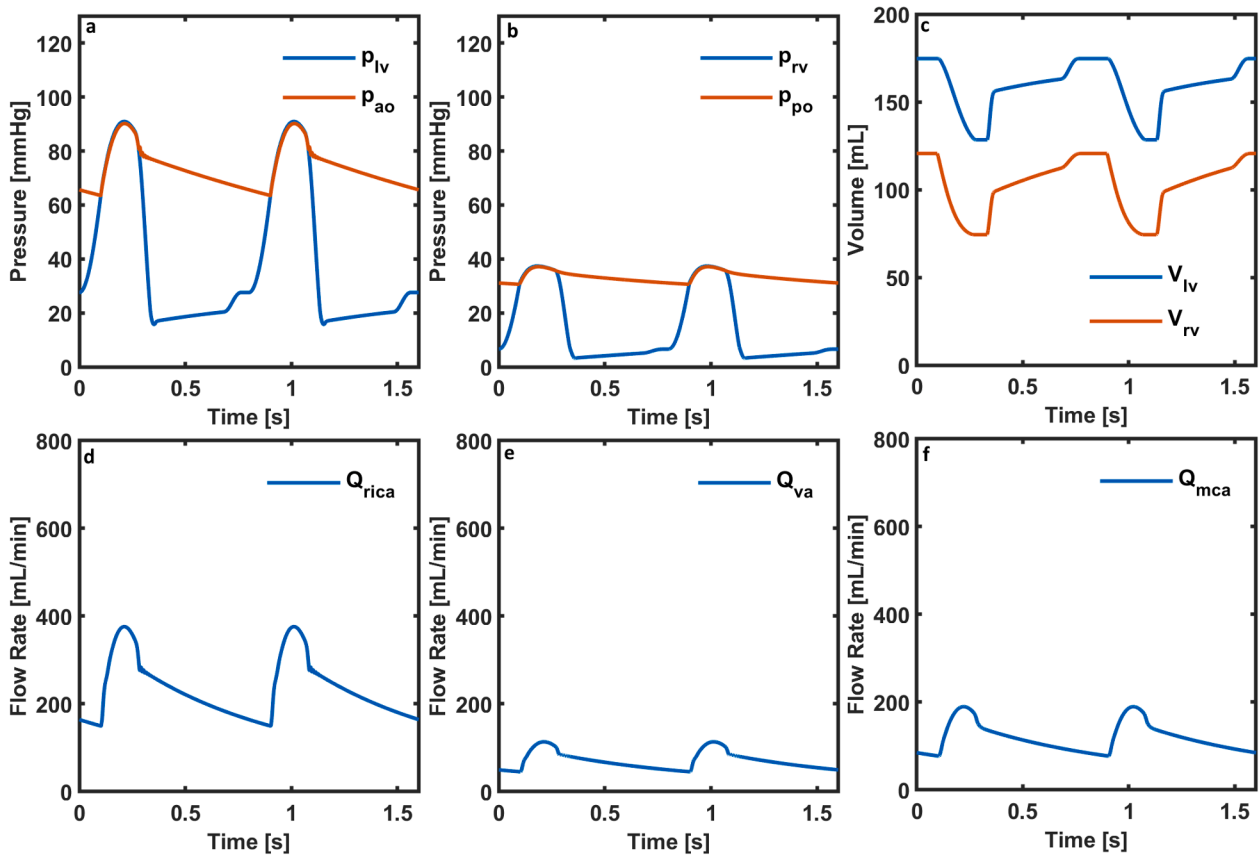 a
p_lv
p_ao
Pressure [mmHg]
120
100
80
60
40
20
0
0 0.5 1 1.5
Time [s]
b
p_rv
p_po
Pressure [mmHg]
120
100
80
60
40
20
0
0 0.5 1 1.5
Time [s]
c
V_lv
V_rv
Volume [mL]
200
150
100
50
0
0 0.5 1 1.5
Time [s]
d
Q_rica
Flow Rate [mL/min]
800
600
400
200
0
0 0.5 1 1.5
Time [s]
e
Q_va
Flow Rate [mL/min]
800
600
400
200
0
0 0.5 1 1.5
Time [s]
f
Q_mca
Flow Rate [mL/min]
800
600
400
200
0
0 0.5 1 1.5
Time [s]